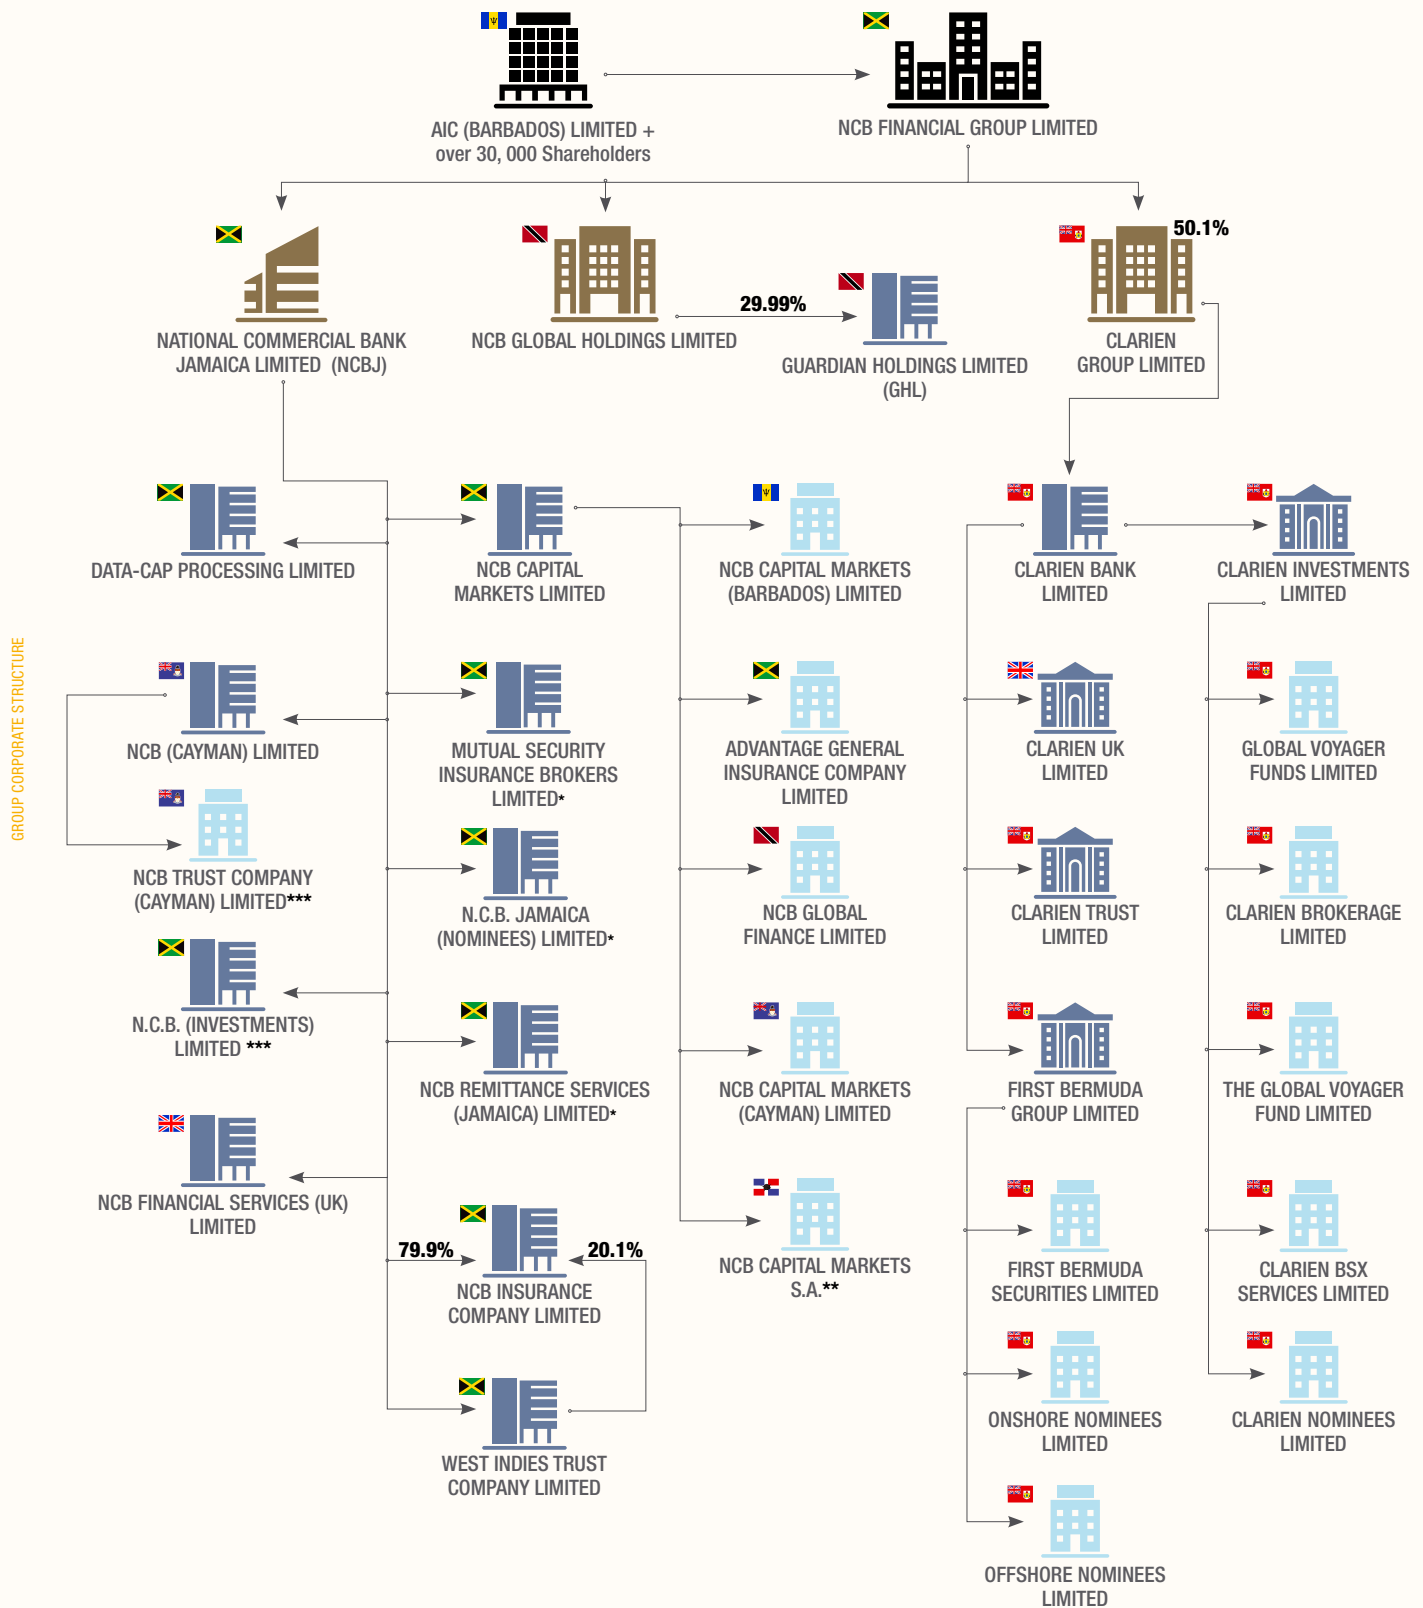 AIC (BARBADOS) LIMITED +
over 30, 000 Shareholders
NCB FINANCIAL GROUP LIMITED
NATIONAL COMMERCIAL BANK
JAMAICA LIMITED (NCBJ)
NCB GLOBAL HOLDINGS LIMITED
29.99%
GUARDIAN HOLDINGS LIMITED
(GHL)
50.1%
CLARIEN
GROUP LIMITED
GROUP CORPORATE STRUCTURE
DATA-CAP PROCESSING LIMITED
NCB CAPITAL
MARKETS LIMITED
NCB CAPITAL MARKETS
(BARBADOS) LIMITED
CLARIEN BANK
LIMITED
CLARIEN INVESTMENTS
LIMITED
NCB (CAYMAN) LIMITED
MUTUAL SECURITY
INSURANCE BROKERS
LIMITED*
ADVANTAGE GENERAL
INSURANCE COMPANY
LIMITED
CLARIEN UK
LIMITED
GLOBAL VOYAGER
FUNDS LIMITED
NCB TRUST COMPANY
(CAYMAN) LIMITED***
N.C.B. JAMAICA
(NOMINEES) LIMITED*
NCB GLOBAL
FINANCE LIMITED
CLARIEN TRUST
LIMITED
CLARIEN BROKERAGE
LIMITED
N.C.B. (INVESTMENTS)
LIMITED ***
NCB REMITTANCE SERVICES
(JAMAICA) LIMITED*
NCB CAPITAL MARKETS
(CAYMAN) LIMITED
FIRST BERMUDA
GROUP LIMITED
THE GLOBAL VOYAGER
FUND LIMITED
NCB FINANCIAL SERVICES (UK)
LIMITED
79.9%
20.1%
NCB INSURANCE
COMPANY LIMITED
NCB CAPITAL MARKETS
S.A.**
FIRST BERMUDA
SECURITIES LIMITED
CLARIEN BSX
SERVICES LIMITED
WEST INDIES TRUST
COMPANY LIMITED
ONSHORE NOMINEES
LIMITED
CLARIEN NOMINEES
LIMITED
OFFSHORE NOMINEES
LIMITED